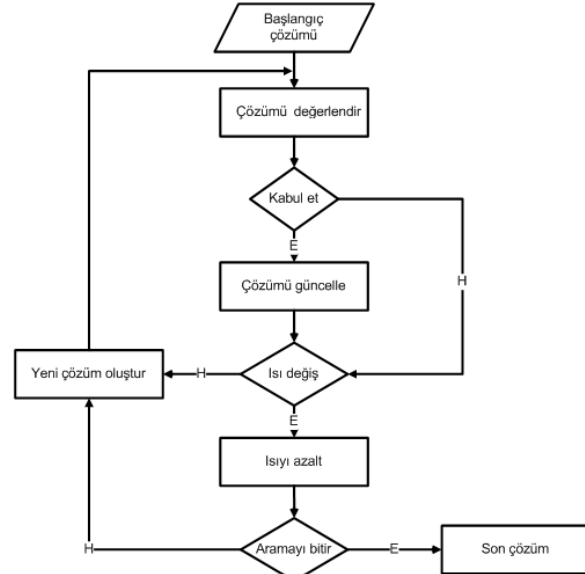 Başlangıç
çözümü
Çözümü değerlendir
Kabul et
E
H
Çözümü güncelle
Yeni çözüm oluştur
H
Isı değiş
E
Isıyı azalt
H
Aramayı bitir
E
Son çözüm